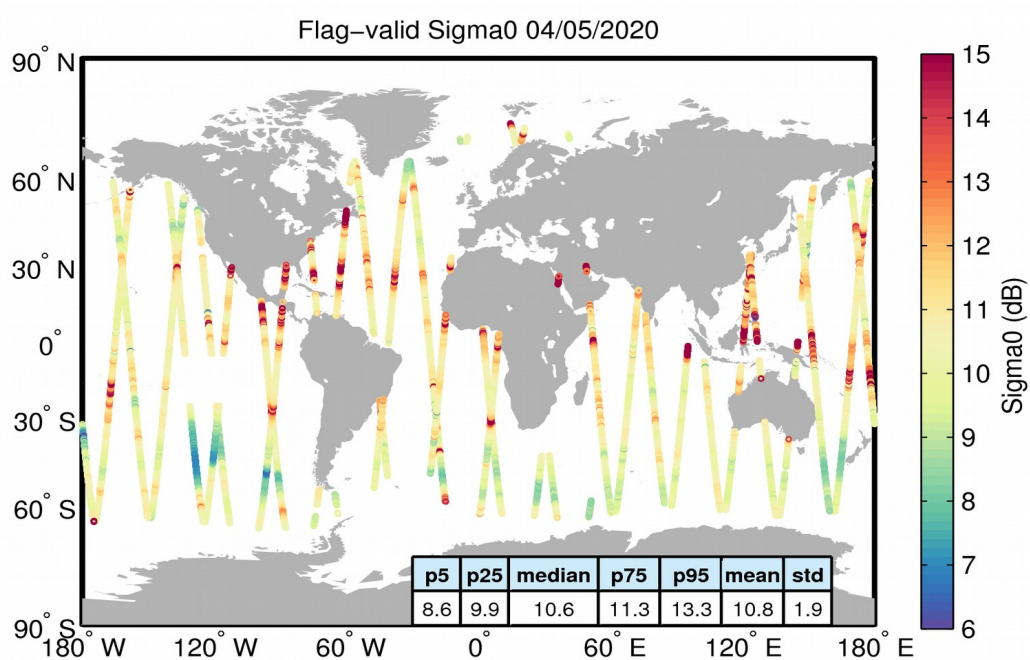 Flag−valid Sigma0 04/05/2020
90° N
60° N
30° N
0°
30° S
60° S
90° S
180° W
120° W
60° W
0°
60° E
120° E
180° E
15
14
13
12
11
10
9
8
7
6
Sigma0 (dB)
p5 p25 median p75 p95 mean std
8.6 9.9 10.6 11.3 13.3 10.8 1.9